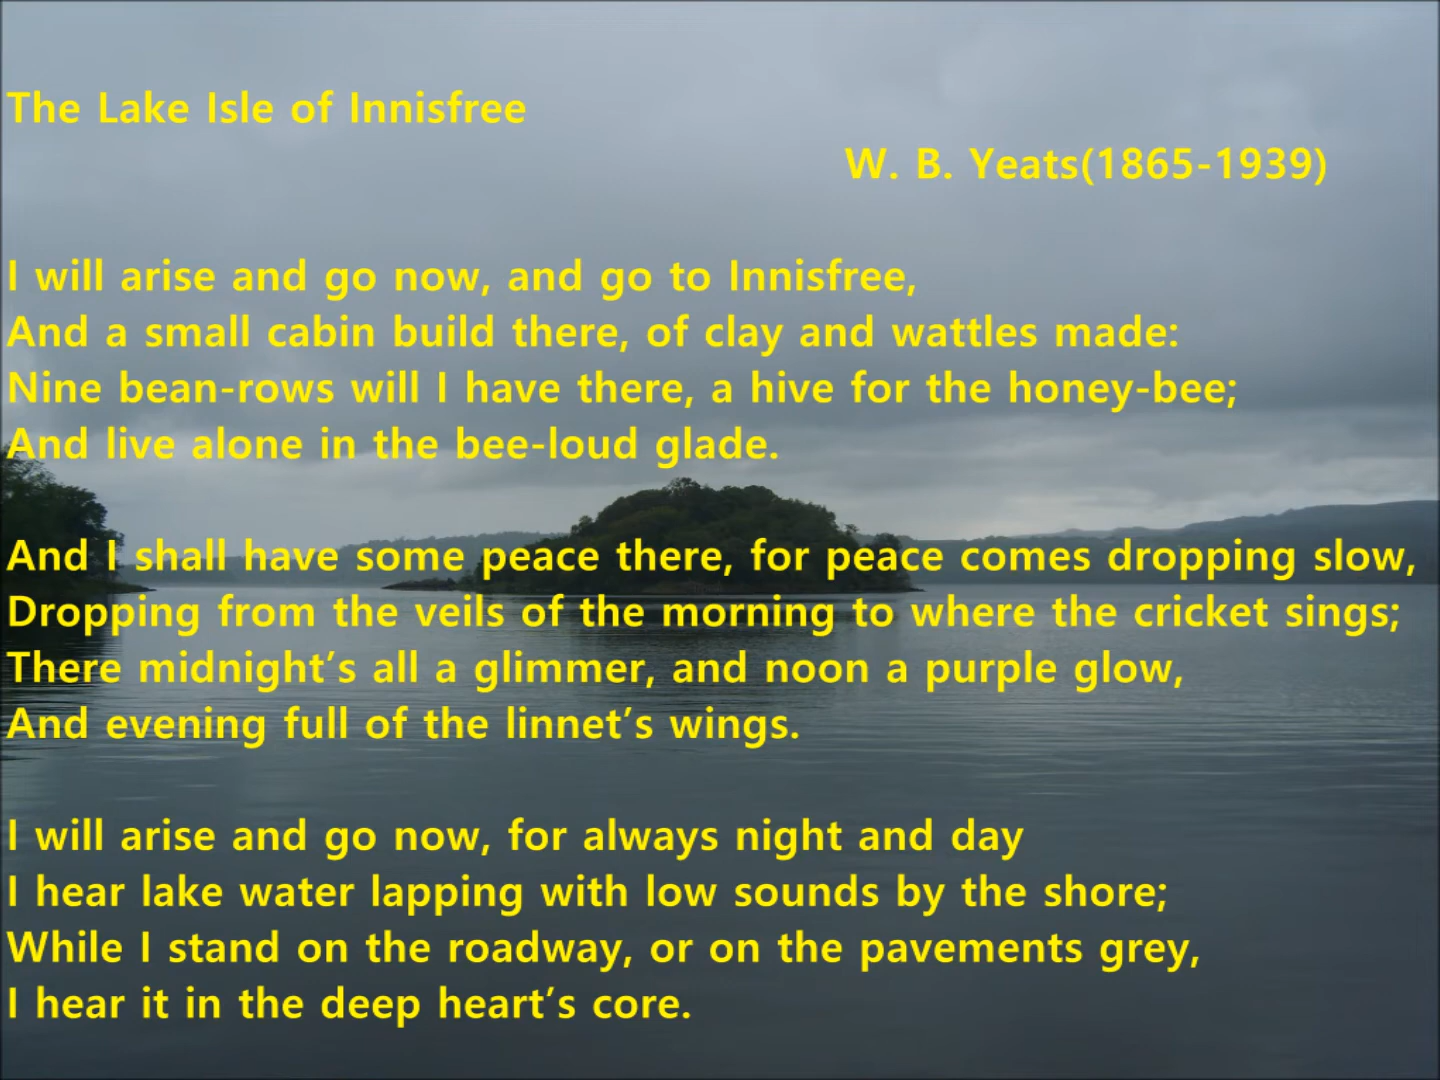 The Lake Isle of Innisfree
W. B. Yeats(1865-1939)
I will arise and go now, and go to Innisfree,
And a small cabin build there, of clay and wattles made:
Nine bean-rows will I have there, a hive for the honey-bee;
And live alone in the bee-loud glade.
And I shall have some peace there, for peace comes dropping slow,
Dropping from the veils of the morning to where the cricket sings;
There midnight’s all a glimmer, and noon a purple glow,
And evening full of the linnet’s wings.
I will arise and go now, for always night and day
I hear lake water lapping with low sounds by the shore;
While I stand on the roadway, or on the pavements grey,
I hear it in the deep heart’s core.